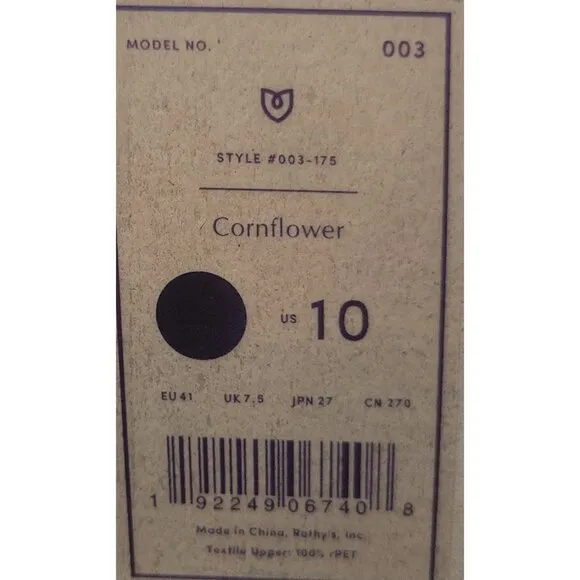 MODEL NO. 003
STYLE #003-175
Cornflower
US 10
EU 41 UK 7.5 JPN 27 CN 270
1 92249 06740 8
Made in China. Rothy's, Inc.
Textile Upper: 100% rPET